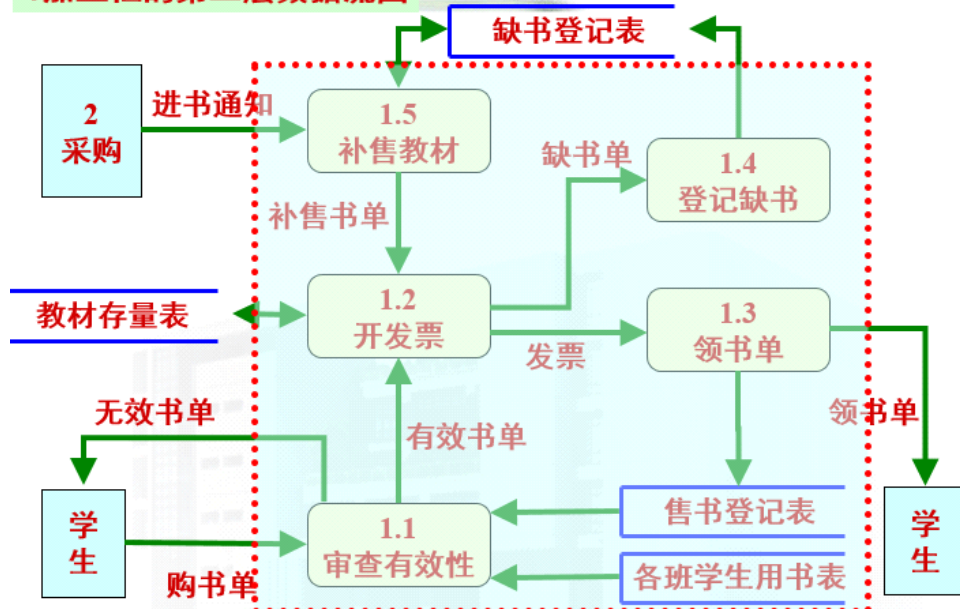 缺书登记表
2
采购
进书通知
1.5
补售教材
缺书单
1.4
登记缺书
补售书单
教材存量表
1.2
开发票
发票
1.3
领书单
无效书单
有效书单
领书单
学
生
购书单
1.1
审查有效性
售书登记表
各班学生用书表
学
生